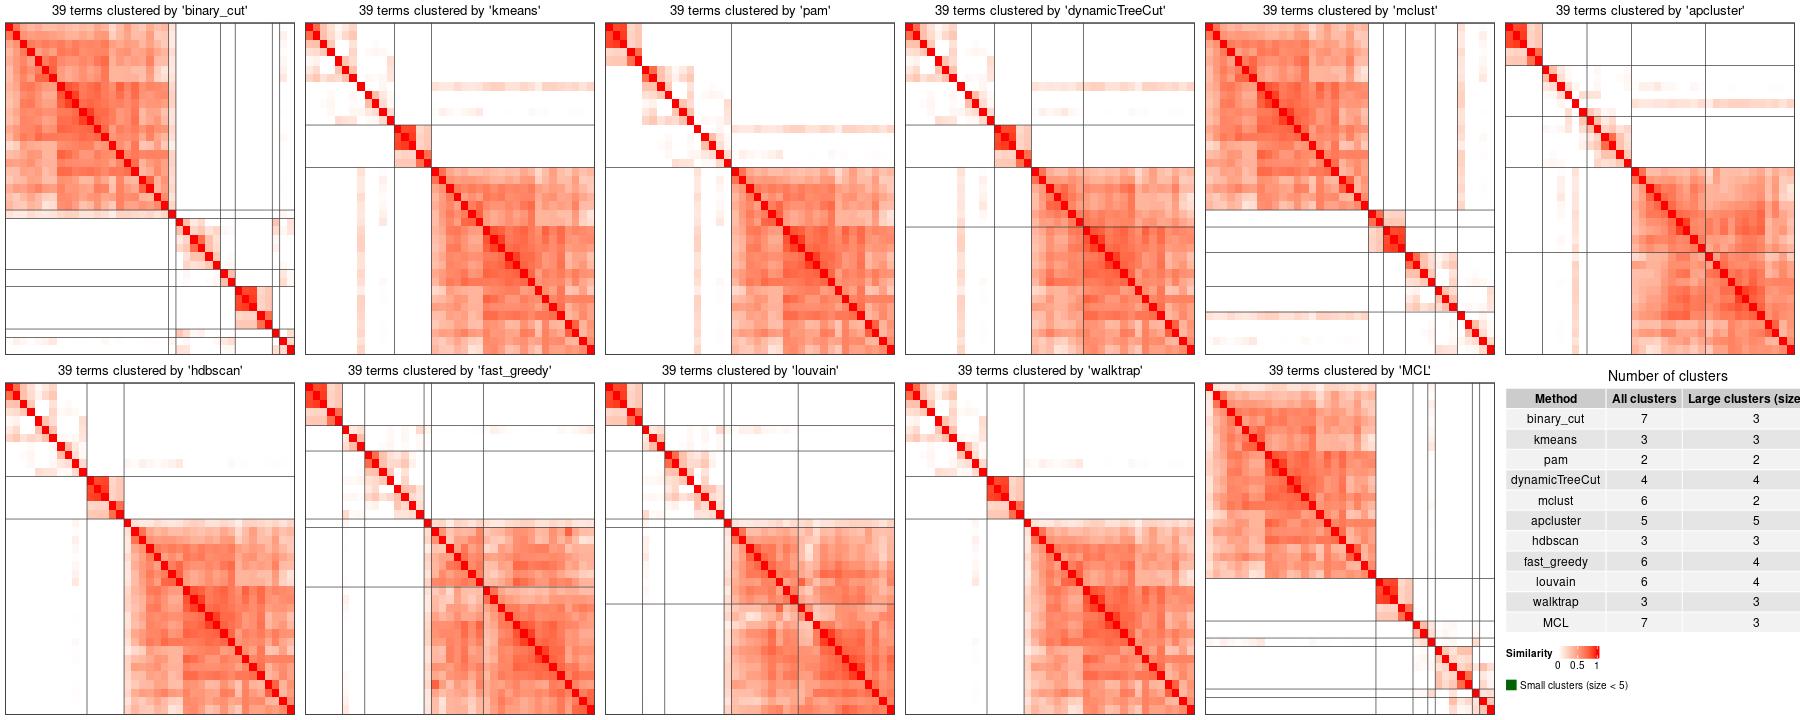 39 terms clustered by 'binary_cut'
39 terms clustered by 'kmeans'
39 terms clustered by 'pam'
39 terms clustered by 'dynamicTreeCut'
39 terms clustered by 'mclust'
39 terms clustered by 'apcluster'
39 terms clustered by 'hdbscan'
39 terms clustered by 'fast_greedy'
39 terms clustered by 'louvain'
39 terms clustered by 'walktrap'
39 terms clustered by 'MCL'
Number of clusters
Method All clusters Large clusters (size
binary_cut 7 3
kmeans 3 3
pam 2 2
dynamicTreeCut 4 4
mclust 6 2
apcluster 5 5
hdbscan 3 3
fast_greedy 6 4
louvain 6 4
walktrap 3 3
MCL 7 3
Similarity
0 0.5 1
Small clusters (size < 5)